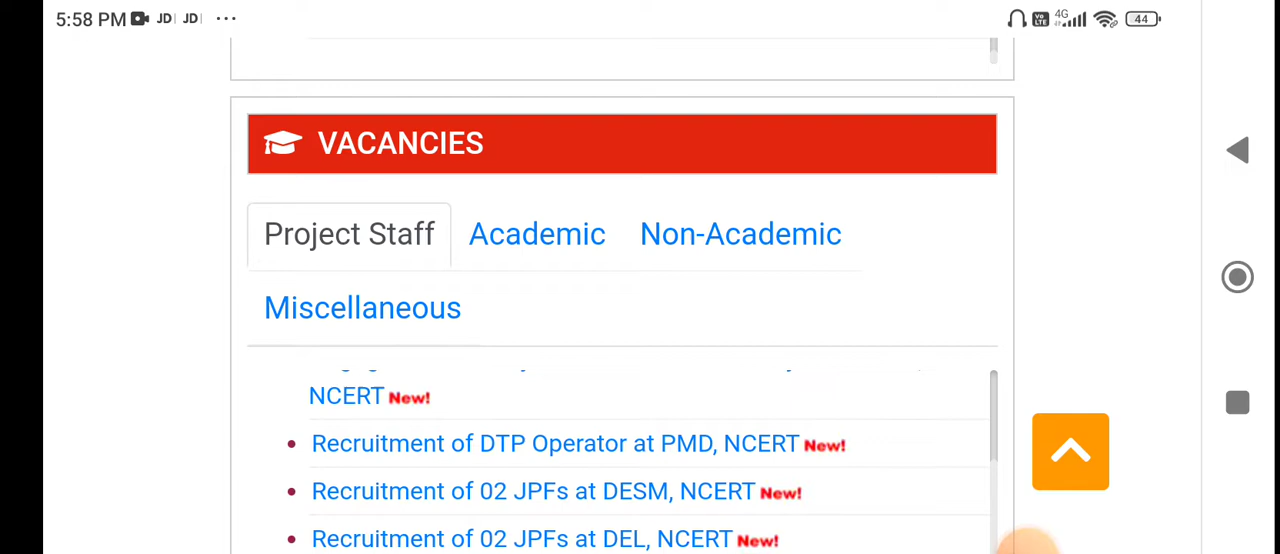 5:58 PM JD JD ... Vo LTE 4G 44
VACANCIES
Project Staff Academic Non-Academic
Miscellaneous
NCERT New!
Recruitment of DTP Operator at PMD, NCERT New!
Recruitment of 02 JPFs at DESM, NCERT New!
Recruitment of 02 JPFs at DEL, NCERT New!